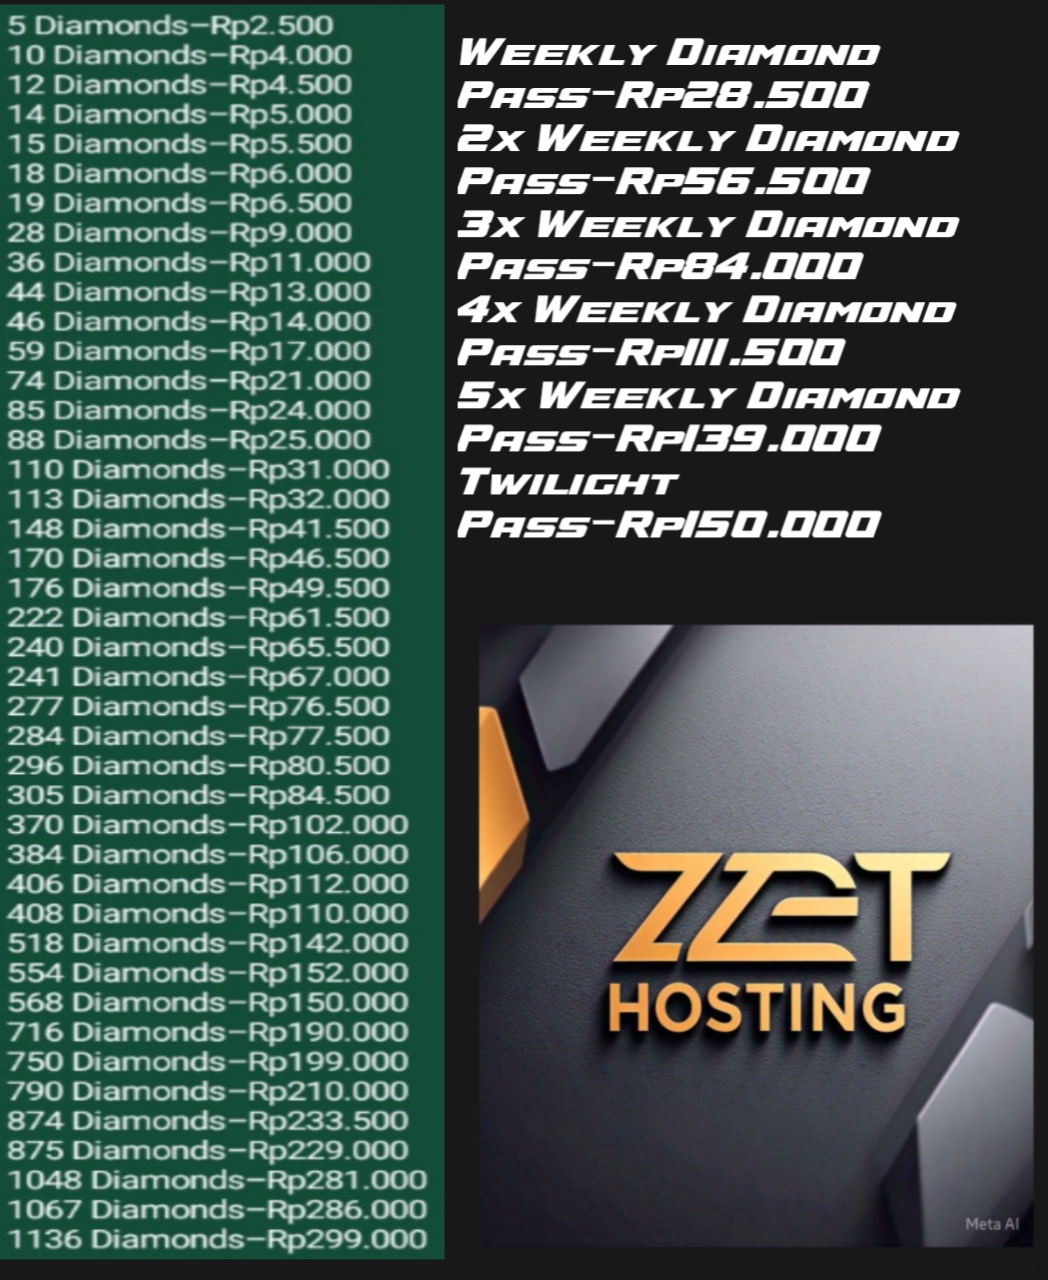 5 Diamonds–Rp2.500
10 Diamonds–Rp4.000
12 Diamonds–Rp4.500
14 Diamonds–Rp5.000
15 Diamonds–Rp5.500
18 Diamonds–Rp6.000
19 Diamonds–Rp6.500
28 Diamonds–Rp9.000
36 Diamonds–Rp11.000
44 Diamonds–Rp13.000
46 Diamonds–Rp14.000
59 Diamonds–Rp17.000
74 Diamonds–Rp21.000
85 Diamonds–Rp24.000
88 Diamonds–Rp25.000
110 Diamonds–Rp31.000
113 Diamonds–Rp32.000
148 Diamonds–Rp41.500
170 Diamonds–Rp46.500
176 Diamonds–Rp49.500
222 Diamonds–Rp61.500
240 Diamonds–Rp65.500
241 Diamonds–Rp67.000
277 Diamonds–Rp76.500
284 Diamonds–Rp77.500
296 Diamonds–Rp80.500
305 Diamonds–Rp84.500
370 Diamonds–Rp102.000
384 Diamonds–Rp106.000
406 Diamonds–Rp112.000
408 Diamonds–Rp110.000
518 Diamonds–Rp142.000
554 Diamonds–Rp152.000
568 Diamonds–Rp150.000
716 Diamonds–Rp190.000
750 Diamonds–Rp199.000
790 Diamonds–Rp210.000
874 Diamonds–Rp233.500
875 Diamonds–Rp229.000
1048 Diamonds–Rp281.000
1067 Diamonds–Rp286.000
1136 Diamonds–Rp299.000
Weekly Diamond
Pass–Rp28.500
2x Weekly Diamond
Pass–Rp56.500
3x Weekly Diamond
Pass–Rp84.000
4x Weekly Diamond
Pass–Rp111.500
5x Weekly Diamond
Pass–Rp139.000
Twilight
Pass–Rp150.000
ZET
HOSTING
Meta AI